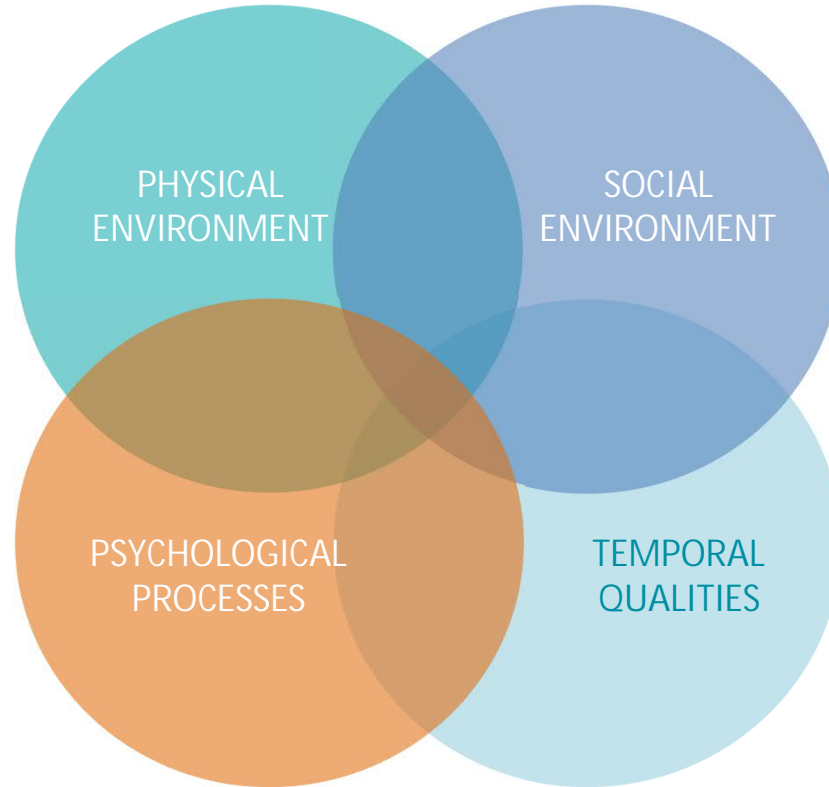 PHYSICAL
ENVIRONMENT
SOCIAL
ENVIRONMENT
PSYCHOLOGICAL
PROCESSES
TEMPORAL
QUALITIES